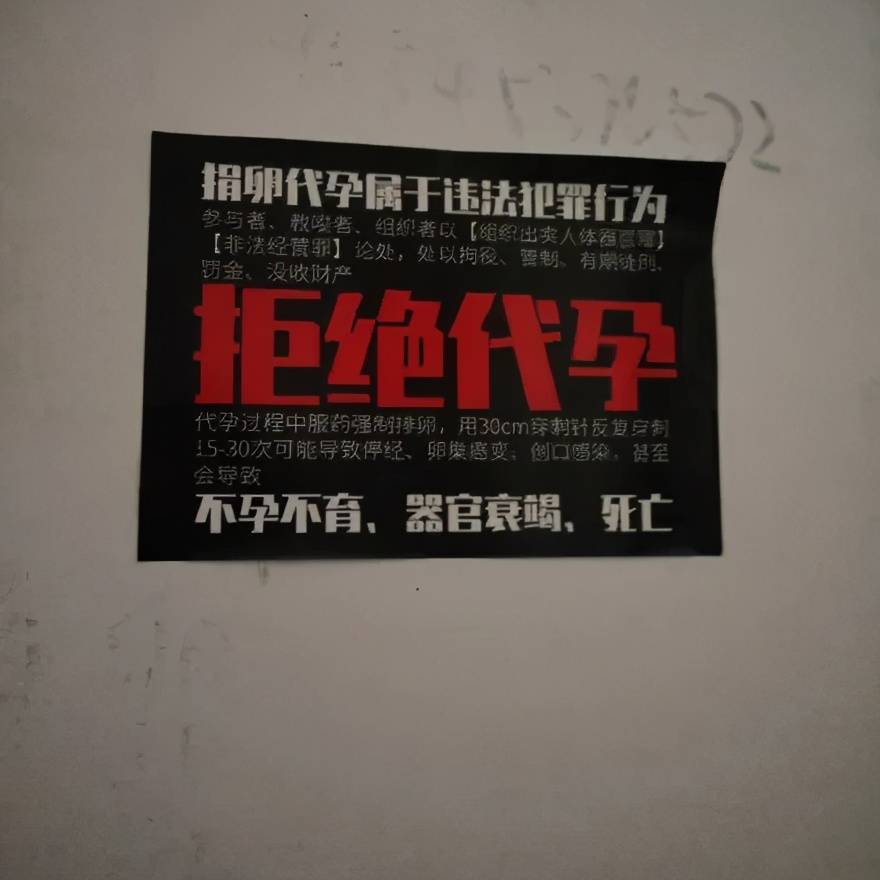 捐卵代孕属于违法犯罪行为
参与者、教唆者、组织者以【组织出卖人体器官罪】
【非法经营罪】论处，处以拘役、管制、有期徒刑、
罚金、没收财产
拒绝代孕
代孕过程中服药强制排卵，用30cm穿刺针反复穿刺
15-30次可能导致停经、卵巢癌变；创口感染，甚至
会导致
不孕不育、器官衰竭、死亡